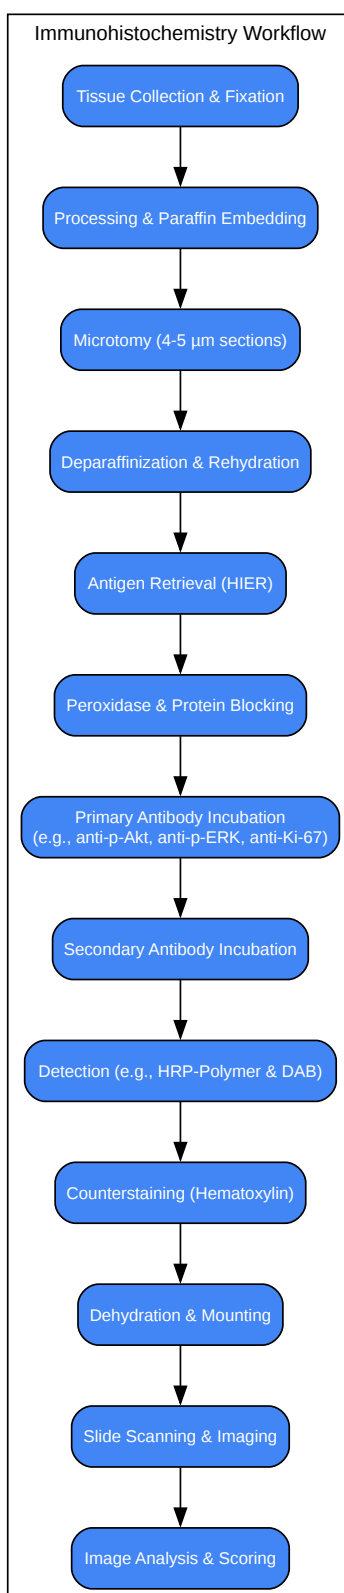 Immunohistochemistry Workflow
Tissue Collection & Fixation
Processing & Paraffin Embedding
Microtomy (4-5 µm sections)
Deparaffinization & Rehydration
Antigen Retrieval (HIER)
Peroxidase & Protein Blocking
Primary Antibody Incubation
(e.g., anti-p-Akt, anti-p-ERK, anti-Ki-67)
Secondary Antibody Incubation
Detection (e.g., HRP-Polymer & DAB)
Counterstaining (Hematoxylin)
Dehydration & Mounting
Slide Scanning & Imaging
Image Analysis & Scoring